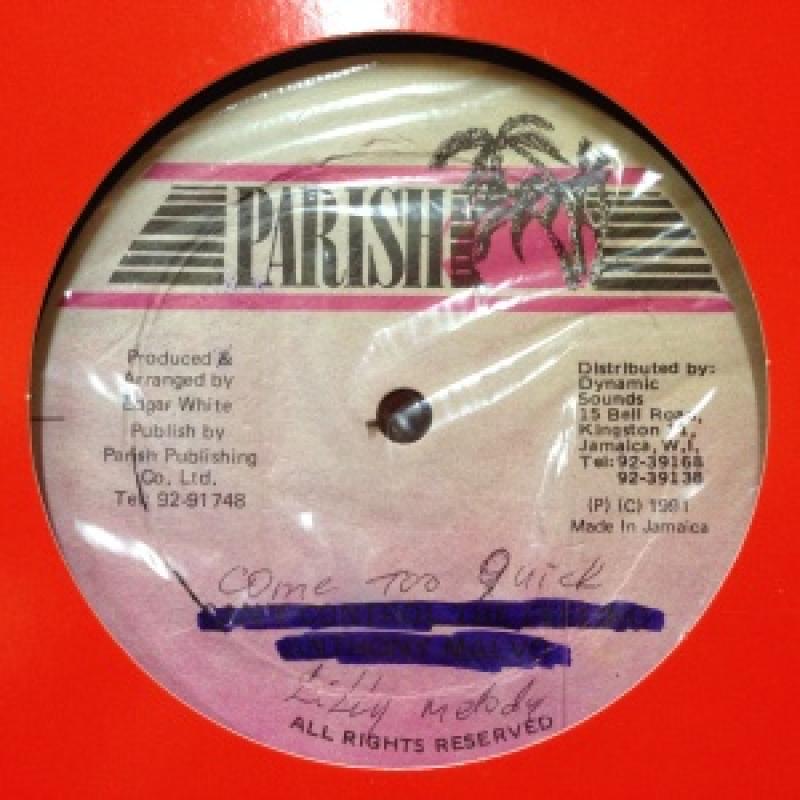 PARISH
Produced &
Arranged by
Edgar White
Publish by
Parish Publishing
Co. Ltd.
Tel: 92-91748
Distributed by:
Dynamic
Sounds
15 Bell Road,
Kingston 11,
Jamaica, W.I.
Tel: 92-39168
92-39138
(P) (C) 1991
Made In Jamaica
come Too Quick
ANTHONY
Melody
ALL RIGHTS RESERVED